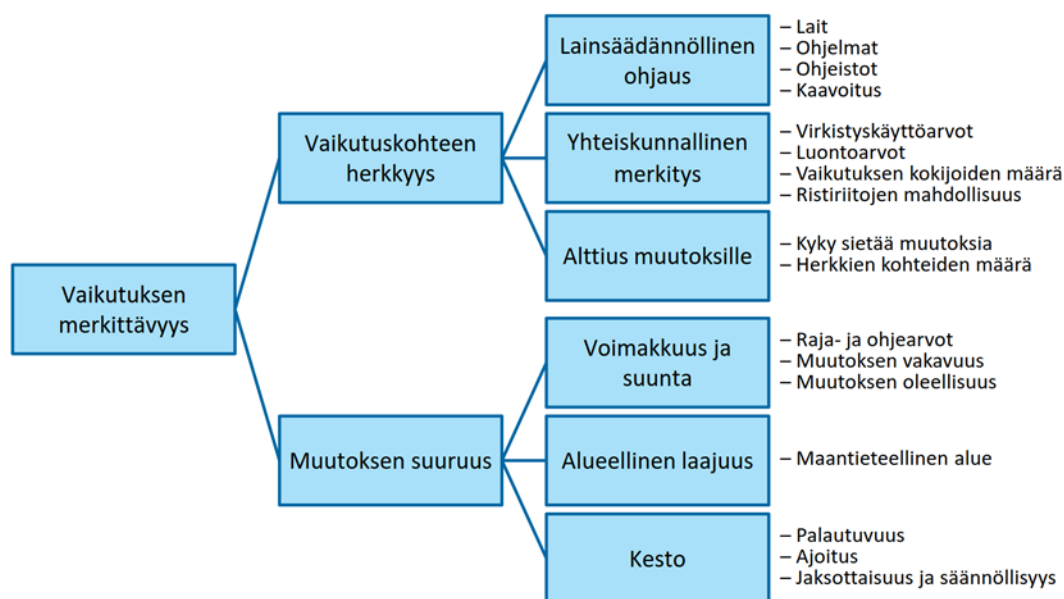 Lainsäädännöllinen
ohjaus
– Lait
– Ohjelmat
– Ohjeistot
– Kaavoitus
Vaikutuskohteen
herkkyys
Yhteiskunnallinen
merkitys
– Virkistyskäyttöarvot
– Luontoarvot
– Vaikutuksen kokijoiden määrä
– Ristiriitojen mahdollisuus
Alttius muutoksille
– Kyky sietää muutoksia
– Herkkien kohteiden määrä
Vaikutuksen
merkittävyys
Voimakkuus ja
suunta
– Raja- ja ohjearvot
– Muutoksen vakavuus
– Muutoksen oleellisuus
Muutoksen suuruus
Alueellinen laajuus
– Maantieteellinen alue
Kesto
– Palautuvuus
– Ajoitus
– Jaksottaisuus ja säännöllisyys